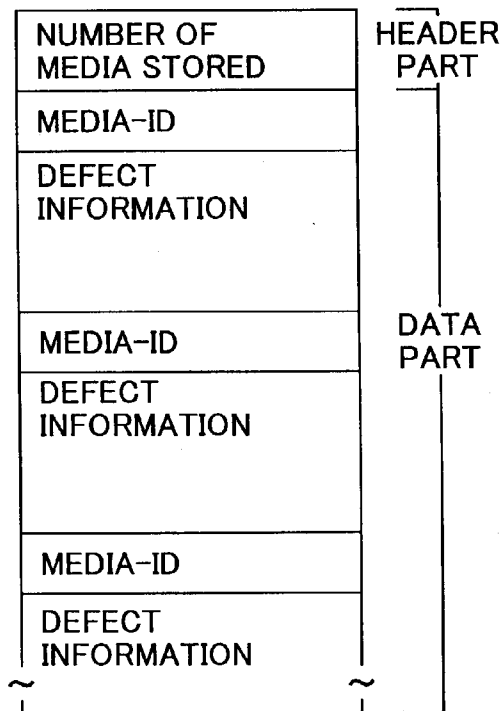 NUMBER OF
MEDIA STORED
HEADER
PART
MEDIA-ID
DEFECT
INFORMATION
MEDIA-ID
DATA
PART
DEFECT
INFORMATION
MEDIA-ID
DEFECT
INFORMATION